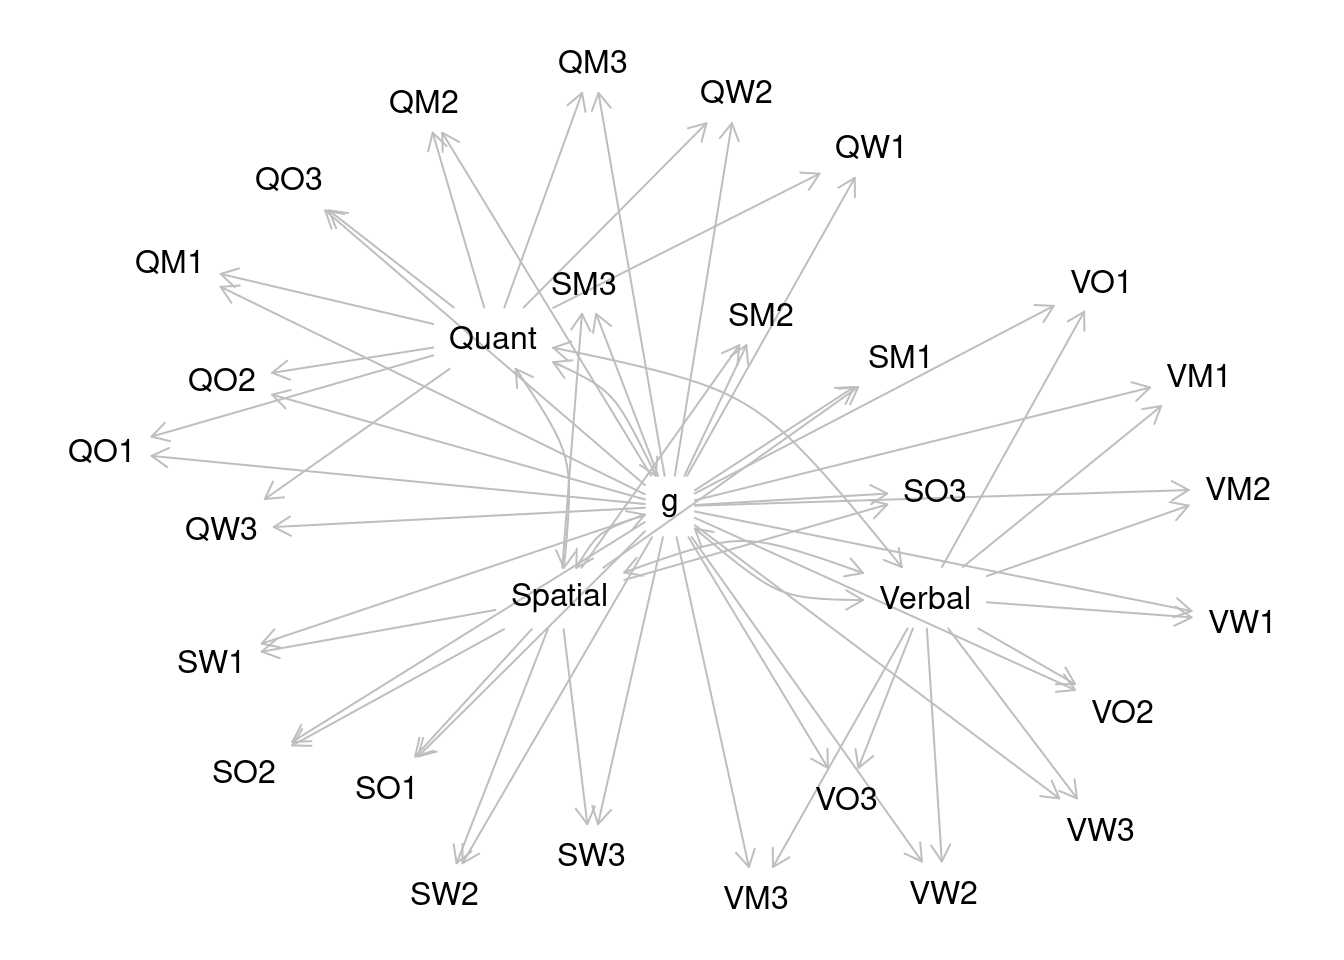 QM3
QW2
QM2
QW1
QO3
QM1
VO1
SM3
SM2
Quant
SM1
VM1
QO2
QO1
VM2
SO3
g
QW3
Spatial
Verbal
VW1
SW1
VO2
SO2
SO1
VO3
VW3
SW3
VW2
SW2
VM3